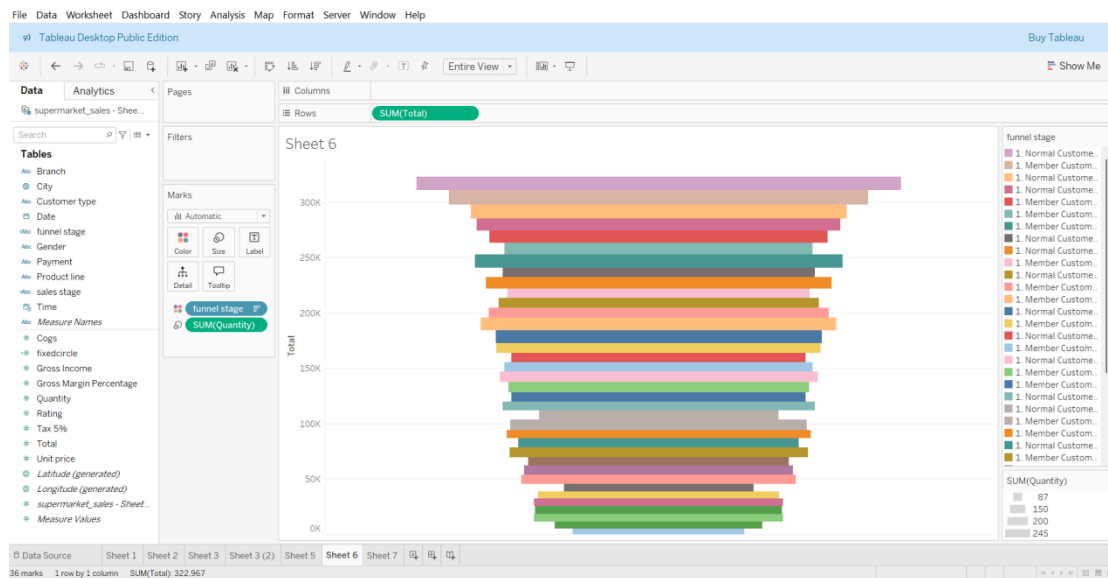 File Data Worksheet Dashboard Story Analysis Map Format Server Window Help
Tableau Desktop Public Edition Buy Tableau
Entire View Show Me
Data Analytics Pages Columns
supermarket_sales - Shee... Rows SUM(Total)
Search Filters Sheet 6 funnel stage
Tables
Abc Branch
City
Abc Customer type
Date
Abc funnel stage
Abc Gender
Abc Payment
Abc Product line
Abc sales stage
Time
Abc Measure Names
Cogs
fixedcircle
Gross Income
Gross Margin Percentage
Quantity
Rating
Tax 5%
Total
Unit price
Latitude (generated)
Longitude (generated)
supermarket_sales - Sheet...
Measure Values
Marks
Automatic
Color Size Label
Detail Tooltip
funnel stage
SUM(Quantity)
Total
300K
250K
200K
150K
100K
50K
0K
1. Normal Custome..
1. Member Custom..
1. Normal Custome..
1. Normal Custome..
1. Member Custom..
1. Member Custom..
1. Member Custom..
1. Normal Custome..
1. Normal Custome..
1. Member Custom..
1. Normal Custome..
1. Member Custom..
1. Member Custom..
1. Normal Custome..
1. Member Custom..
1. Normal Custome..
1. Member Custom..
1. Normal Custome..
1. Member Custom..
1. Member Custom..
1. Normal Custome..
1. Normal Custome..
1. Member Custom..
1. Member Custom..
1. Normal Custome..
1. Member Custom..
SUM(Quantity)
87
150
200
245
Data Source Sheet 1 Sheet 2 Sheet 3 Sheet 3 (2) Sheet 5 Sheet 6 Sheet 7
36 marks 1 row by 1 column SUM(Total): 322,967